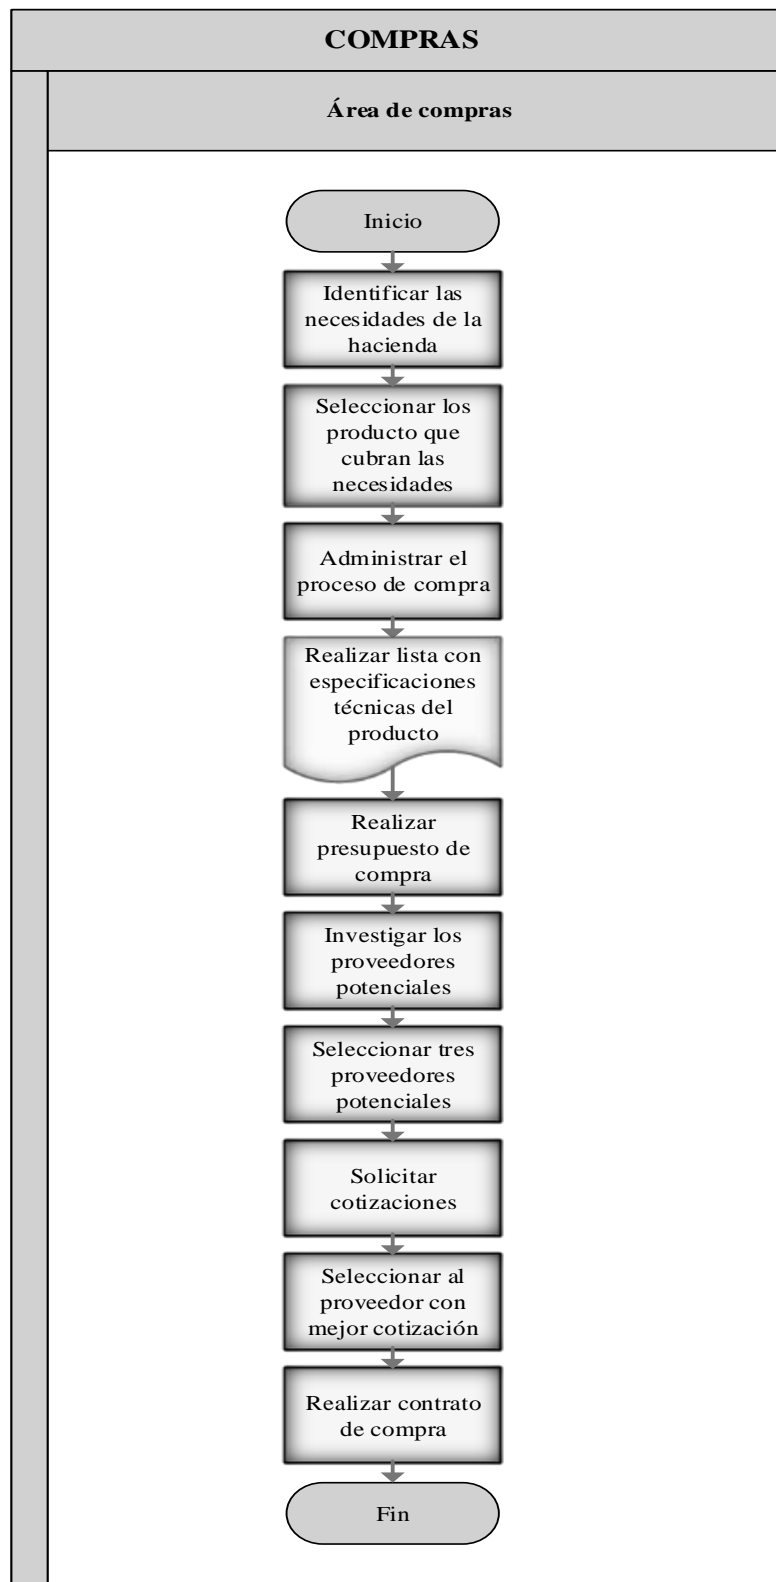 COMPRAS
Área de compras
Inicio
Identificar las
necesidades de la
hacienda
Seleccionar los
producto que
cubran las
necesidades
Administrar el
proceso de compra
Realizar lista con
especificaciones
técnicas del
producto
Realizar
presupuesto de
compra
Investigar los
proveedores
potenciales
Seleccionar tres
proveedores
potenciales
Solicitar
cotizaciones
Seleccionar al
proveedor con
mejor cotización
Realizar contrato
de compra
Fin